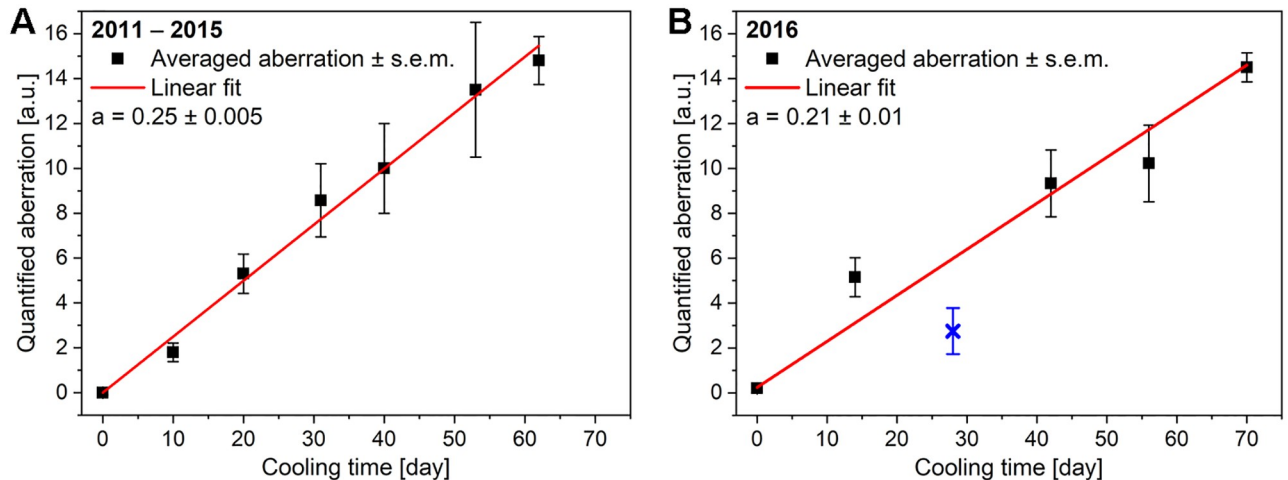 A
2011 – 2015
Averaged aberration ± s.e.m.
Linear fit
a = 0.25 ± 0.005
Quantified aberration [a.u.]
16
14
12
10
8
6
4
2
0
0 10 20 30 40 50 60 70
Cooling time [day]
B
2016
Averaged aberration ± s.e.m.
Linear fit
a = 0.21 ± 0.01
Quantified aberration [a.u.]
16
14
12
10
8
6
4
2
0
0 10 20 30 40 50 60 70
Cooling time [day]